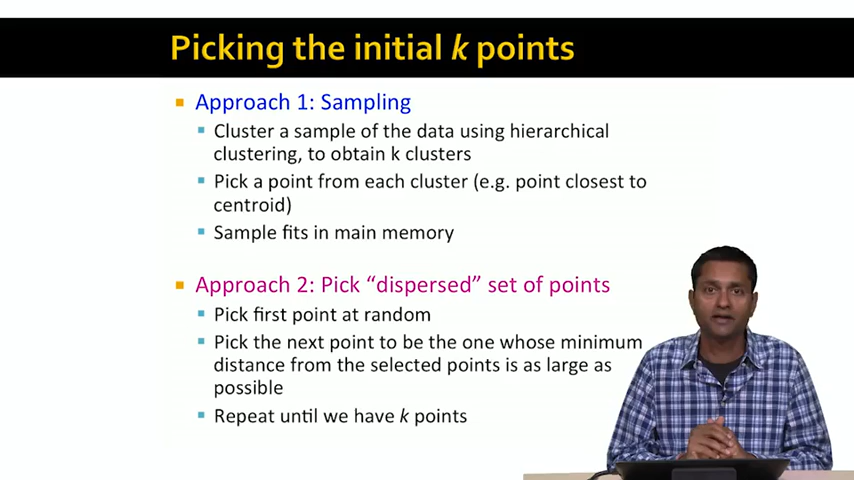 Picking the initial k points
Approach 1: Sampling
Cluster a sample of the data using hierarchical
clustering, to obtain k clusters
Pick a point from each cluster (e.g. point closest to
centroid)
Sample fits in main memory
Approach 2: Pick “dispersed” set of points
Pick first point at random
Pick the next point to be the one whose minimum
distance from the selected points is as large as
possible
Repeat until we have k points